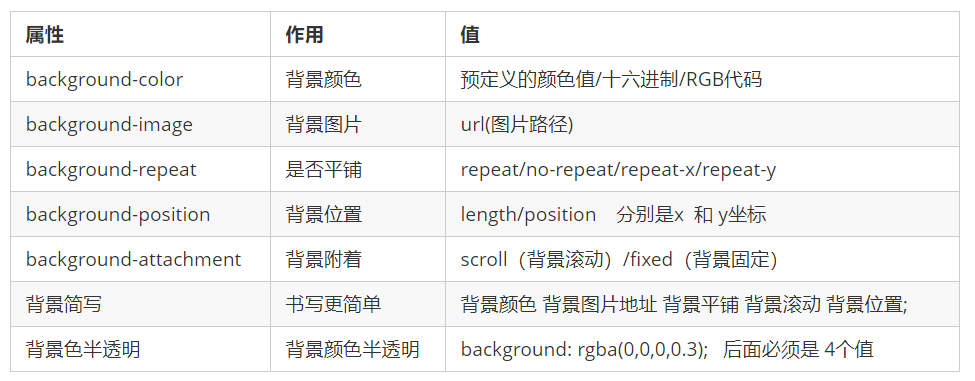 属性 作用 值
background-color 背景颜色 预定义的颜色值/十六进制/RGB代码
background-image 背景图片 url(图片路径)
background-repeat 是否平铺 repeat/no-repeat/repeat-x/repeat-y
background-position 背景位置 length/position 分别是x 和 y坐标
background-attachment 背景附着 scroll（背景滚动）/fixed（背景固定）
背景简写 书写更简单 背景颜色 背景图片地址 背景平铺 背景滚动 背景位置;
背景色半透明 背景颜色半透明 background: rgba(0,0,0,0.3); 后面必须是 4个值